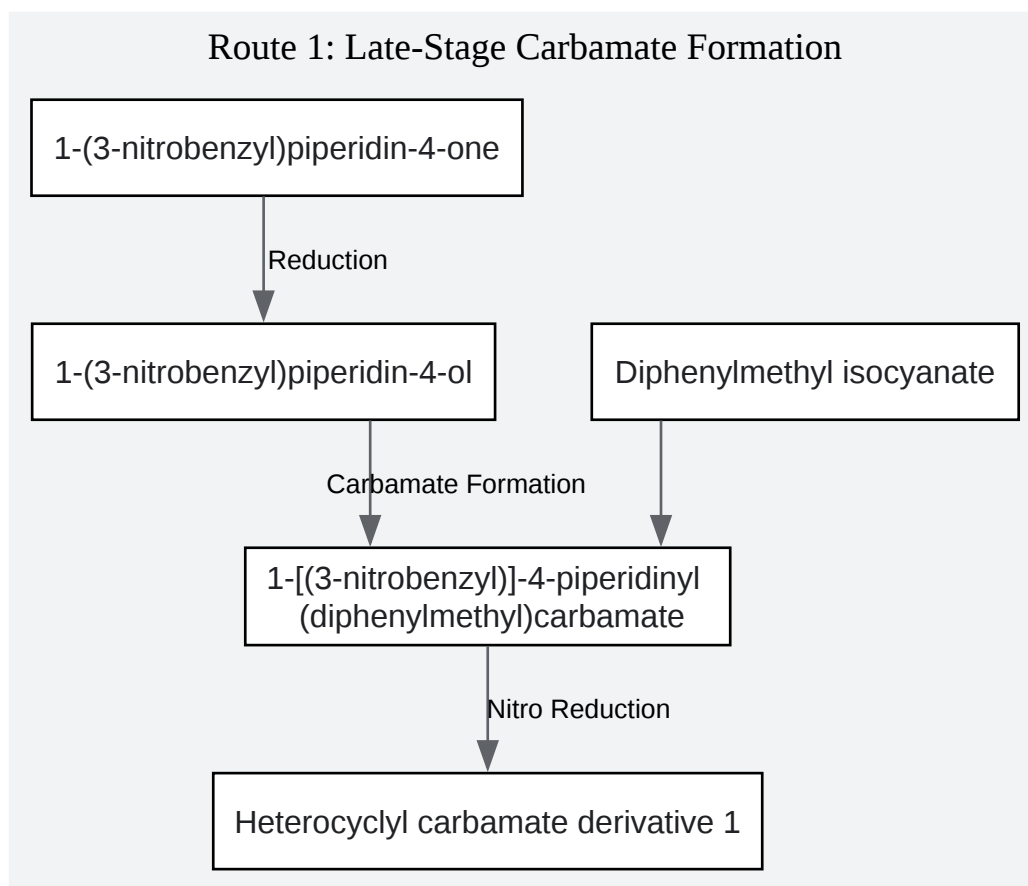 Route 1: Late-Stage Carbamate Formation
1-(3-nitrobenzyl)piperidin-4-one
Reduction
1-(3-nitrobenzyl)piperidin-4-ol
Diphenylmethyl isocyanate
Carbamate Formation
1-[(3-nitrobenzyl)]-4-piperidinyl
(diphenylmethyl)carbamate
Nitro Reduction
Heterocyclyl carbamate derivative 1